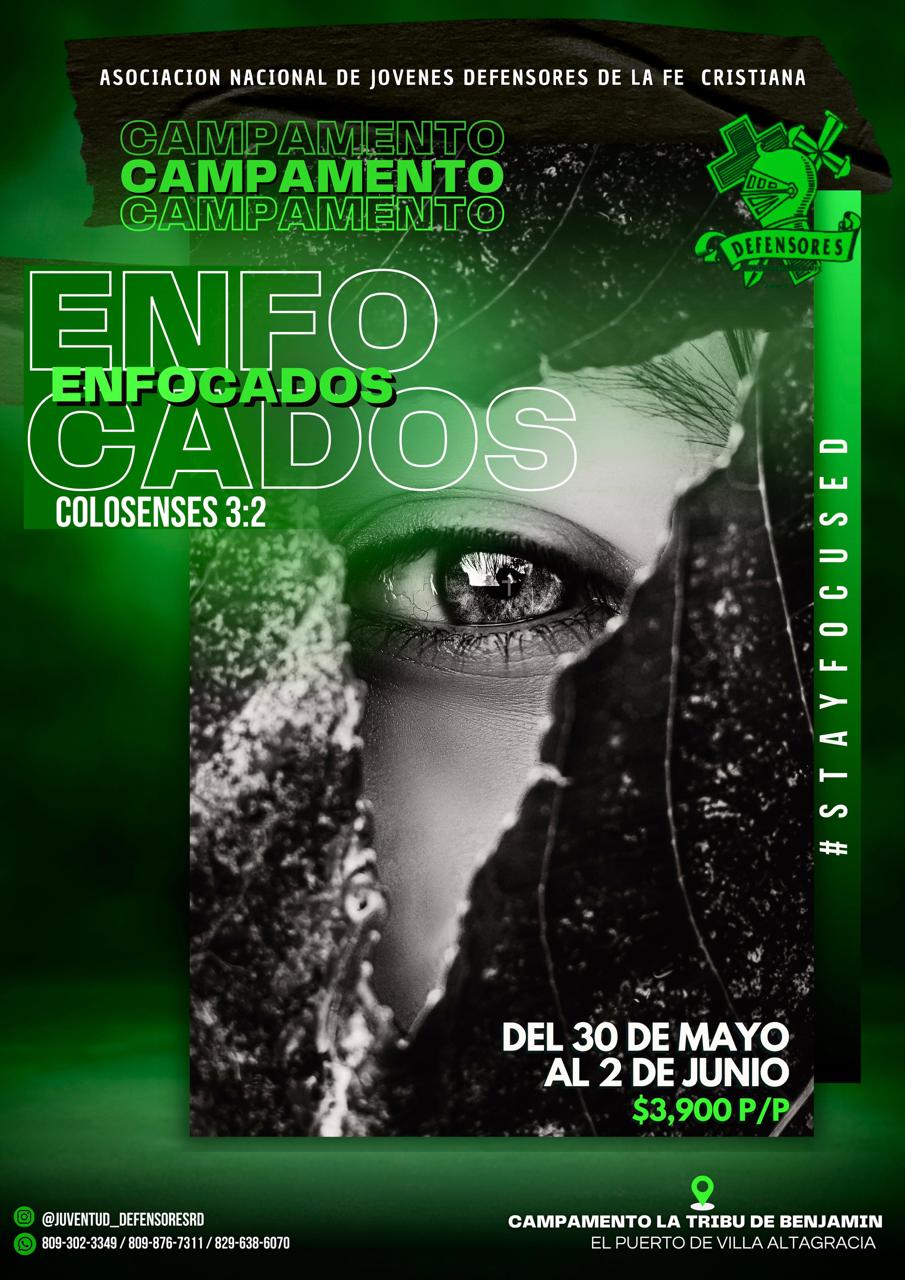 ASOCIACION NACIONAL DE JOVENES DEFENSORES DE LA FE CRISTIANA
CAMPAMENTO
CAMPAMENTO
CAMPAMENTO
DEFENSORES
ENFO
ENFOCADOS
CADOS
COLOSENSES 3:2
#STAYFOCUSED
DEL 30 DE MAYO
AL 2 DE JUNIO
$3,900 P/P
@JUVENTUD_DEFENSORESRD
809-302-3349 / 809-876-7311 / 829-638-6070
CAMPAMENTO LA TRIBU DE BENJAMIN
EL PUERTO DE VILLA ALTAGRACIA